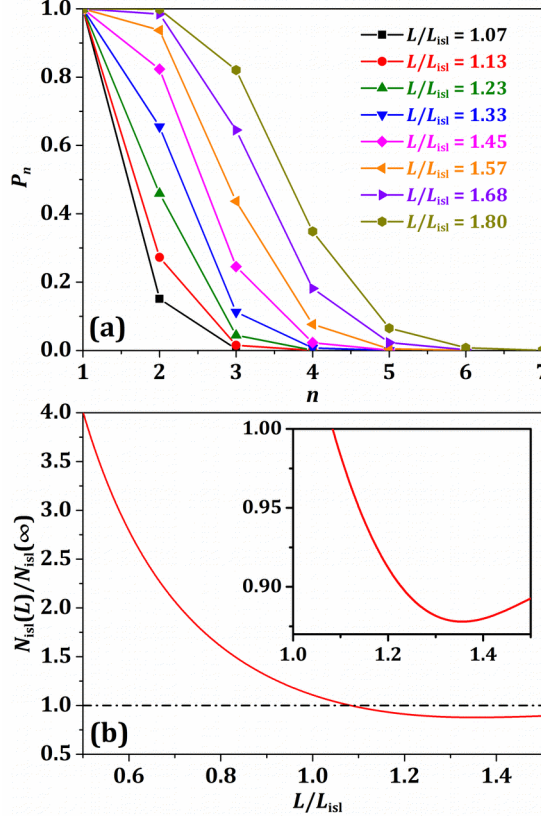 1.0
0.8
0.6
0.4
0.2
0.0
P_n
L/L_isl = 1.07
L/L_isl = 1.13
L/L_isl = 1.23
L/L_isl = 1.33
L/L_isl = 1.45
L/L_isl = 1.57
L/L_isl = 1.68
L/L_isl = 1.80
(a)
1 2 3 4 5 6 7
n
4.0
3.5
3.0
2.5
2.0
1.5
1.0
0.5
N_isl(L)/N_isl(∞)
1.00
0.95
0.90
1.0 1.2 1.4
(b)
0.6 0.8 1.0 1.2 1.4
L/L_isl